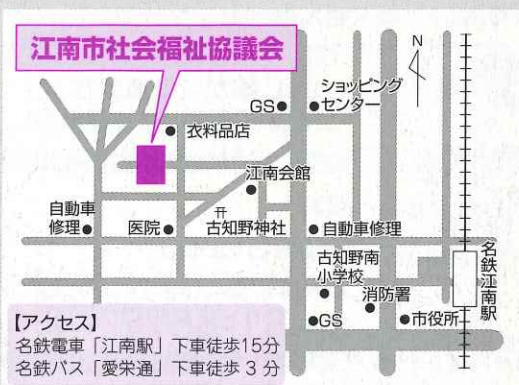 江南市社会福祉協議会
N
ショッピング
センター
GS
衣料品店
江南会館
自動車
修理
医院
古知野神社
自動車修理
古知野南
小学校
消防署
GS
市役所
名鉄江南駅
【アクセス】
名鉄電車「江南駅」下車徒歩15分
名鉄バス「愛栄通」下車徒歩 3 分